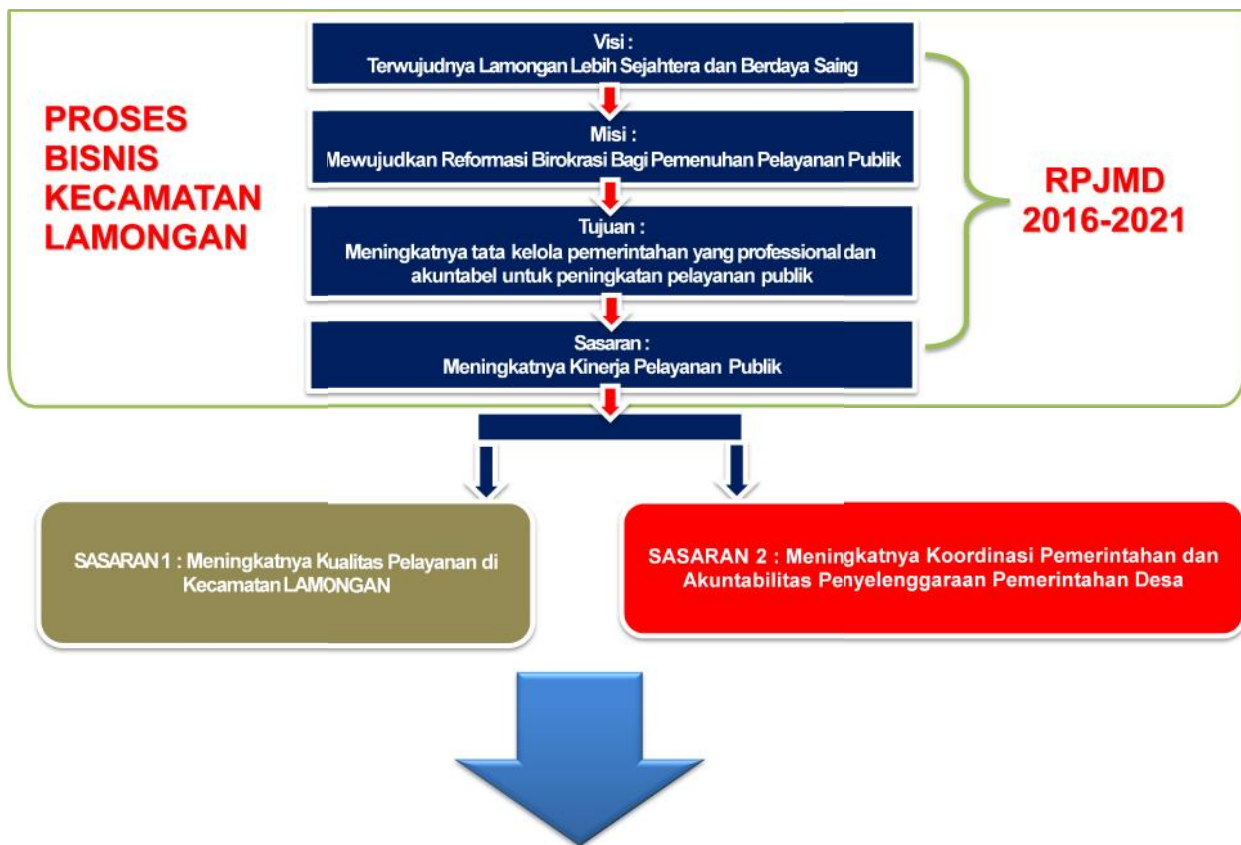 PROSES
BISNIS
KECAMATAN
LAMONGAN
Visi :
Terwujudnya Lamongan Lebih Sejahtera dan Berdaya Saing
Misi :
Mewujudkan Reformasi Birokrasi Bagi Pemenuhan Pelayanan Publik
Tujuan :
Meningkatnya tata kelola pemerintahan yang professional dan
akuntabel untuk peningkatan pelayanan publik
Sasaran :
Meningkatnya Kinerja Pelayanan Publik
RPJMD
2016-2021
SASARAN 1 : Meningkatnya Kualitas Pelayanan di
Kecamatan LAMONGAN
SASARAN 2 : Meningkatnya Koordinasi Pemerintahan dan
Akuntabilitas Penyelenggaraan Pemerintahan Desa